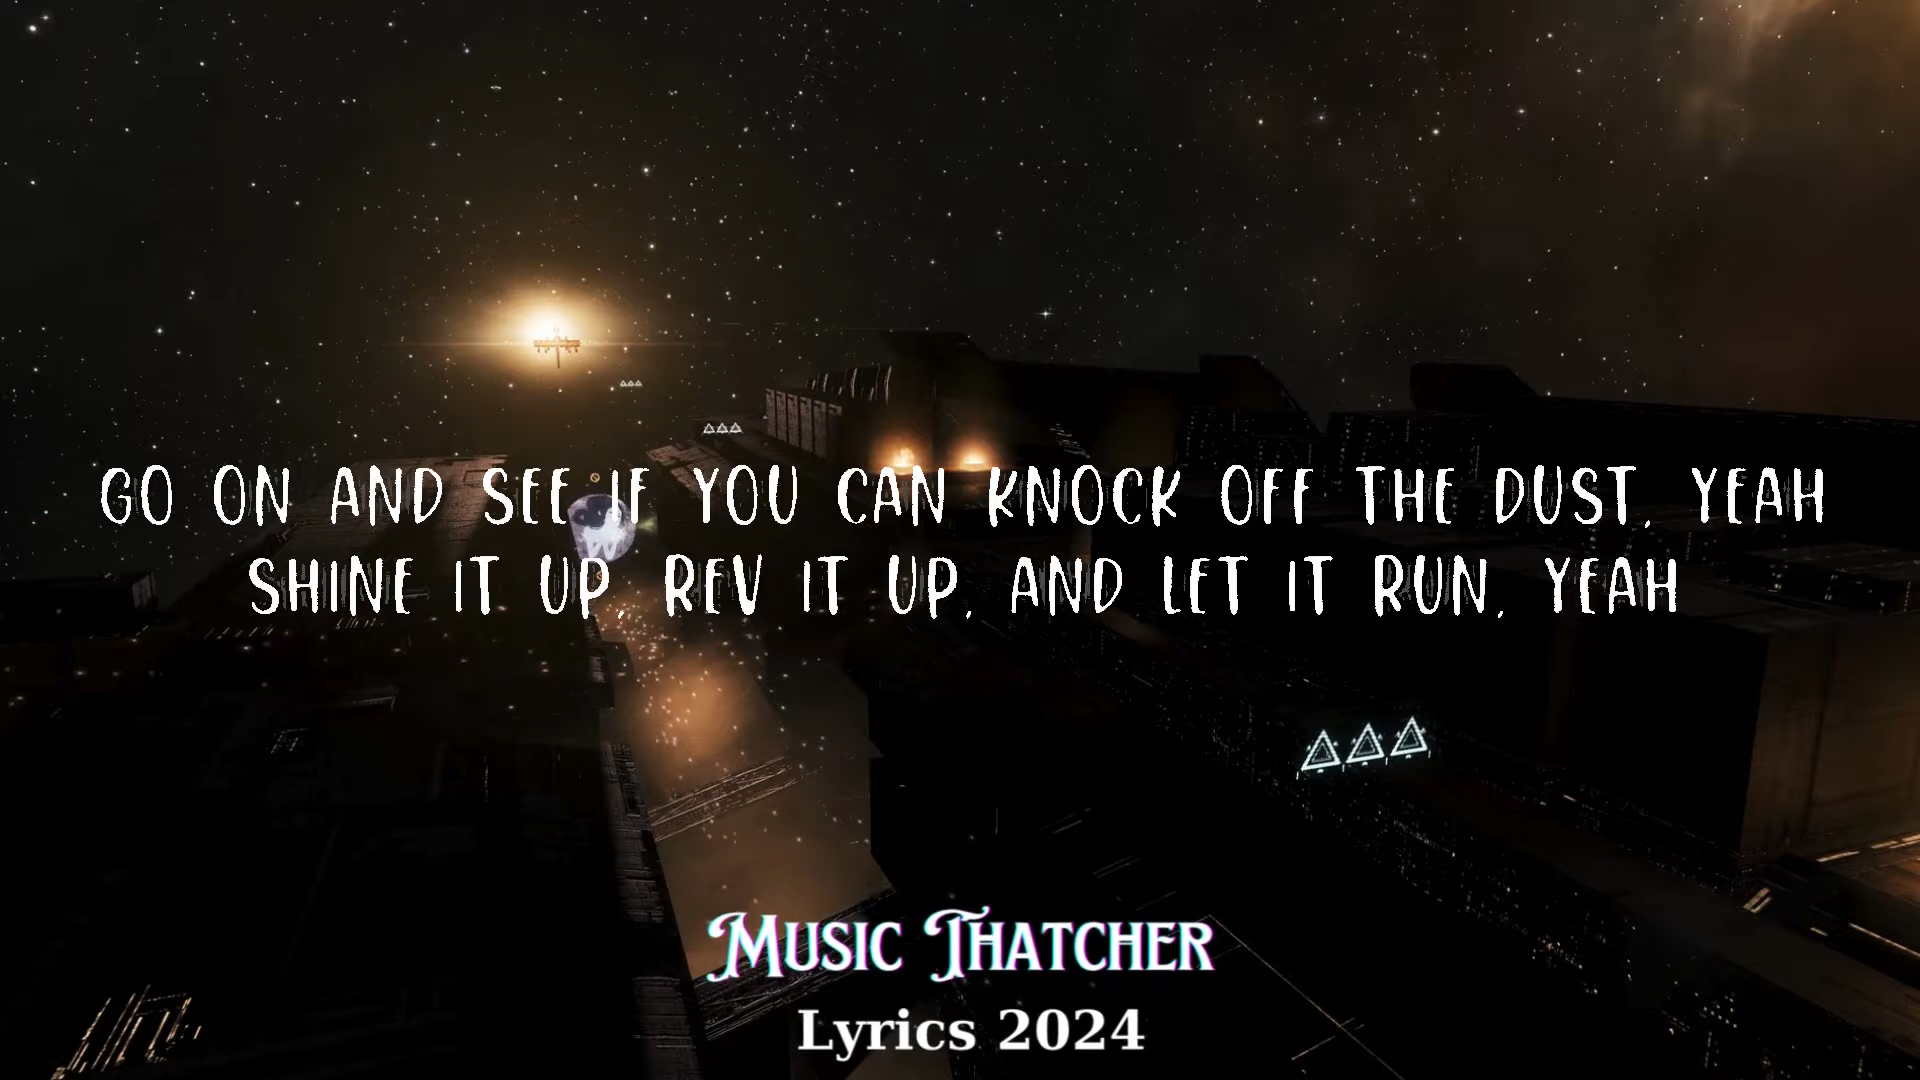 GO ON AND SEE IF YOU CAN KNOCK OFF THE DUST, YEAH
SHINE IT UP, REV IT UP, AND LET IT RUN, YEAH
MUSIC THATCHER
Lyrics 2024